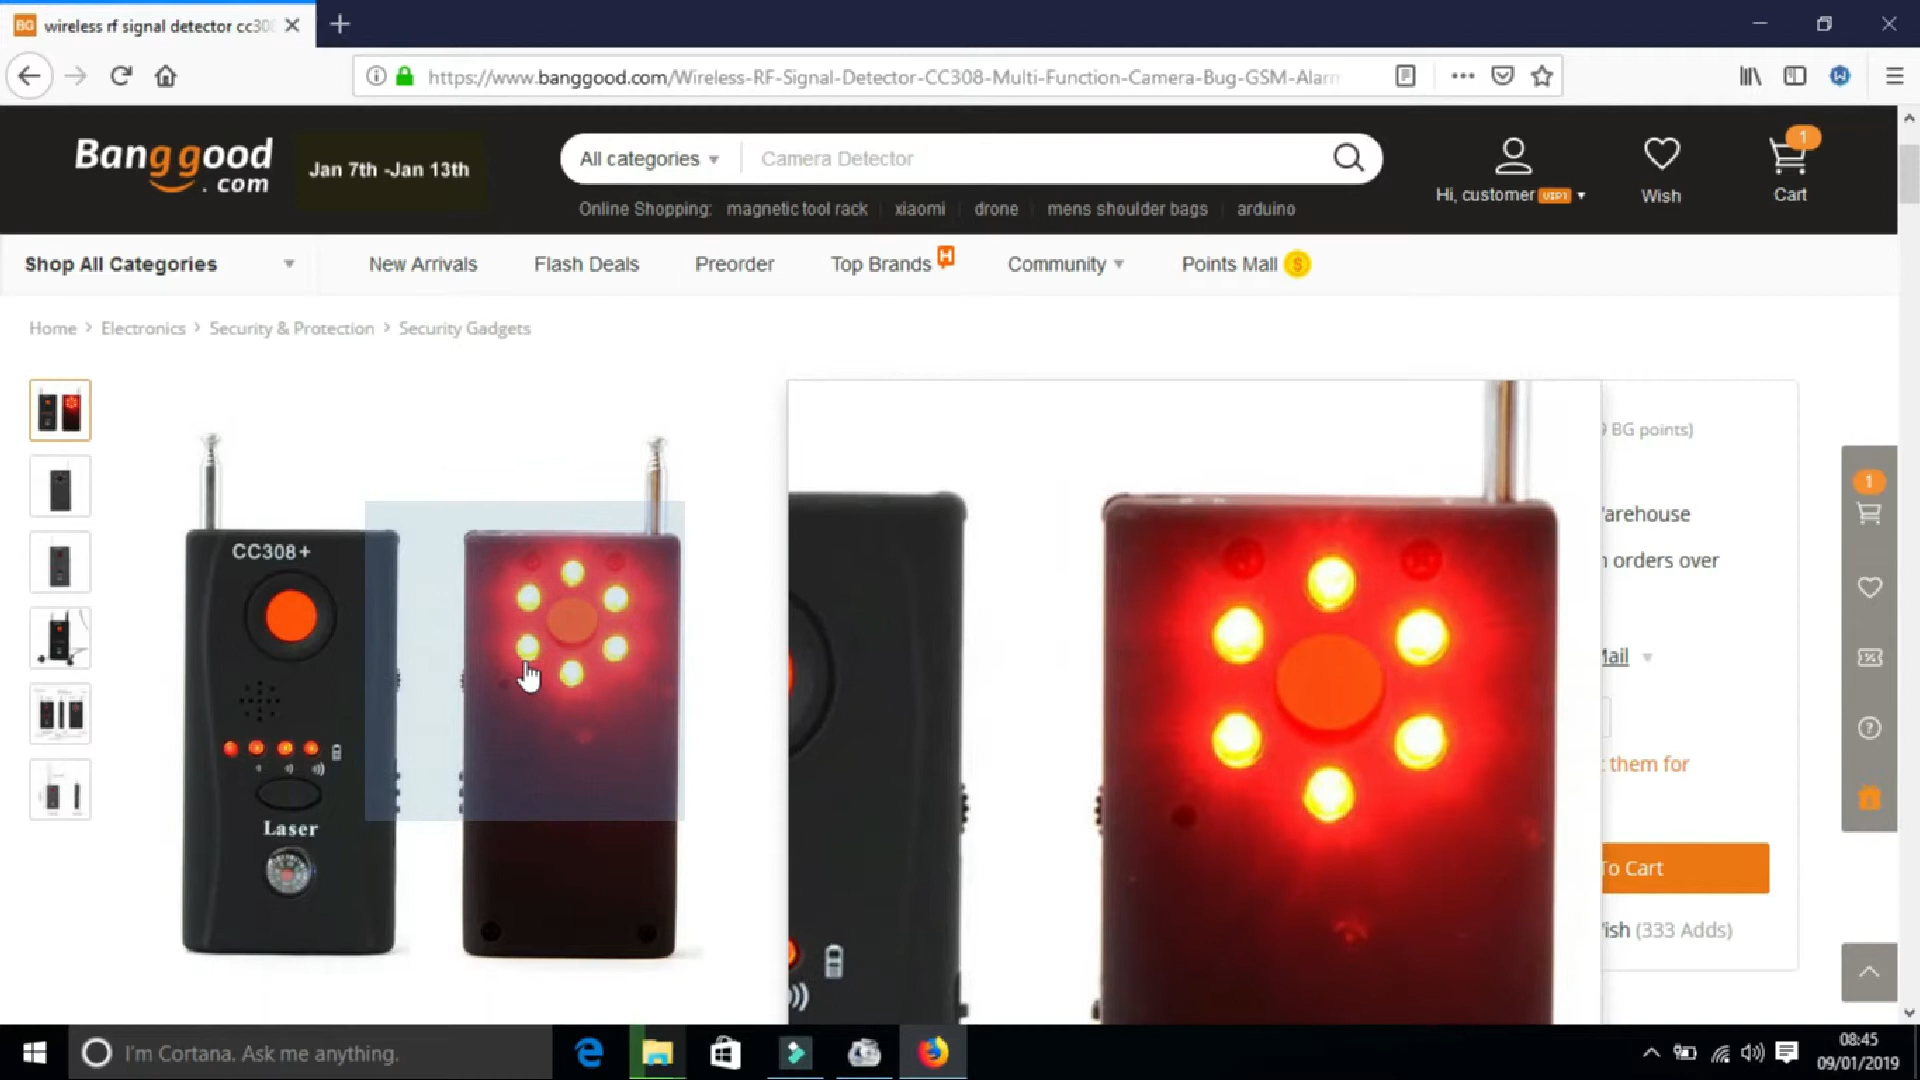 wireless rf signal detector cc308
https://www.banggood.com/Wireless-RF-Signal-Detector-CC308-Multi-Function-Camera-Bug-GSM-Alarm
Banggood
.com
Jan 7th -Jan 13th
All categories
Camera Detector
Online Shopping: magnetic tool rack xiaomi drone mens shoulder bags arduino
Hi, customer VIP1
Wish
1
Cart
Shop All Categories
New Arrivals
Flash Deals
Preorder
Top Brands H
Community
Points Mall $
Home > Electronics > Security & Protection > Security Gadgets
CC308+
Laser
BG points)
arehouse
orders over
Mail
them for
To Cart
ish (333 Adds)
1
I'm Cortana. Ask me anything.
08:45
09/01/2019